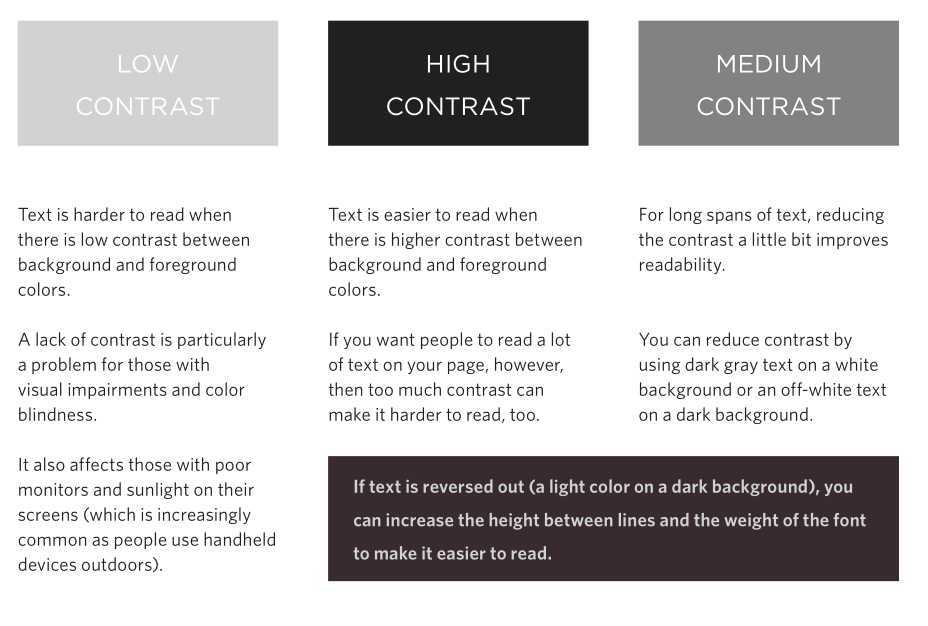 LOW
CONTRAST
Text is harder to read when
there is low contrast between
background and foreground
colors.
A lack of contrast is particularly
a problem for those with
visual impairments and color
blindness.
It also affects those with poor
monitors and sunlight on their
screens (which is increasingly
common as people use handheld
devices outdoors).
HIGH
CONTRAST
Text is easier to read when
there is higher contrast between
background and foreground
colors.
If you want people to read a lot
of text on your page, however,
then too much contrast can
make it harder to read, too.
MEDIUM
CONTRAST
For long spans of text, reducing
the contrast a little bit improves
readability.
You can reduce contrast by
using dark gray text on a white
background or an off-white text
on a dark background.
If text is reversed out (a light color on a dark background), you
can increase the height between lines and the weight of the font
to make it easier to read.